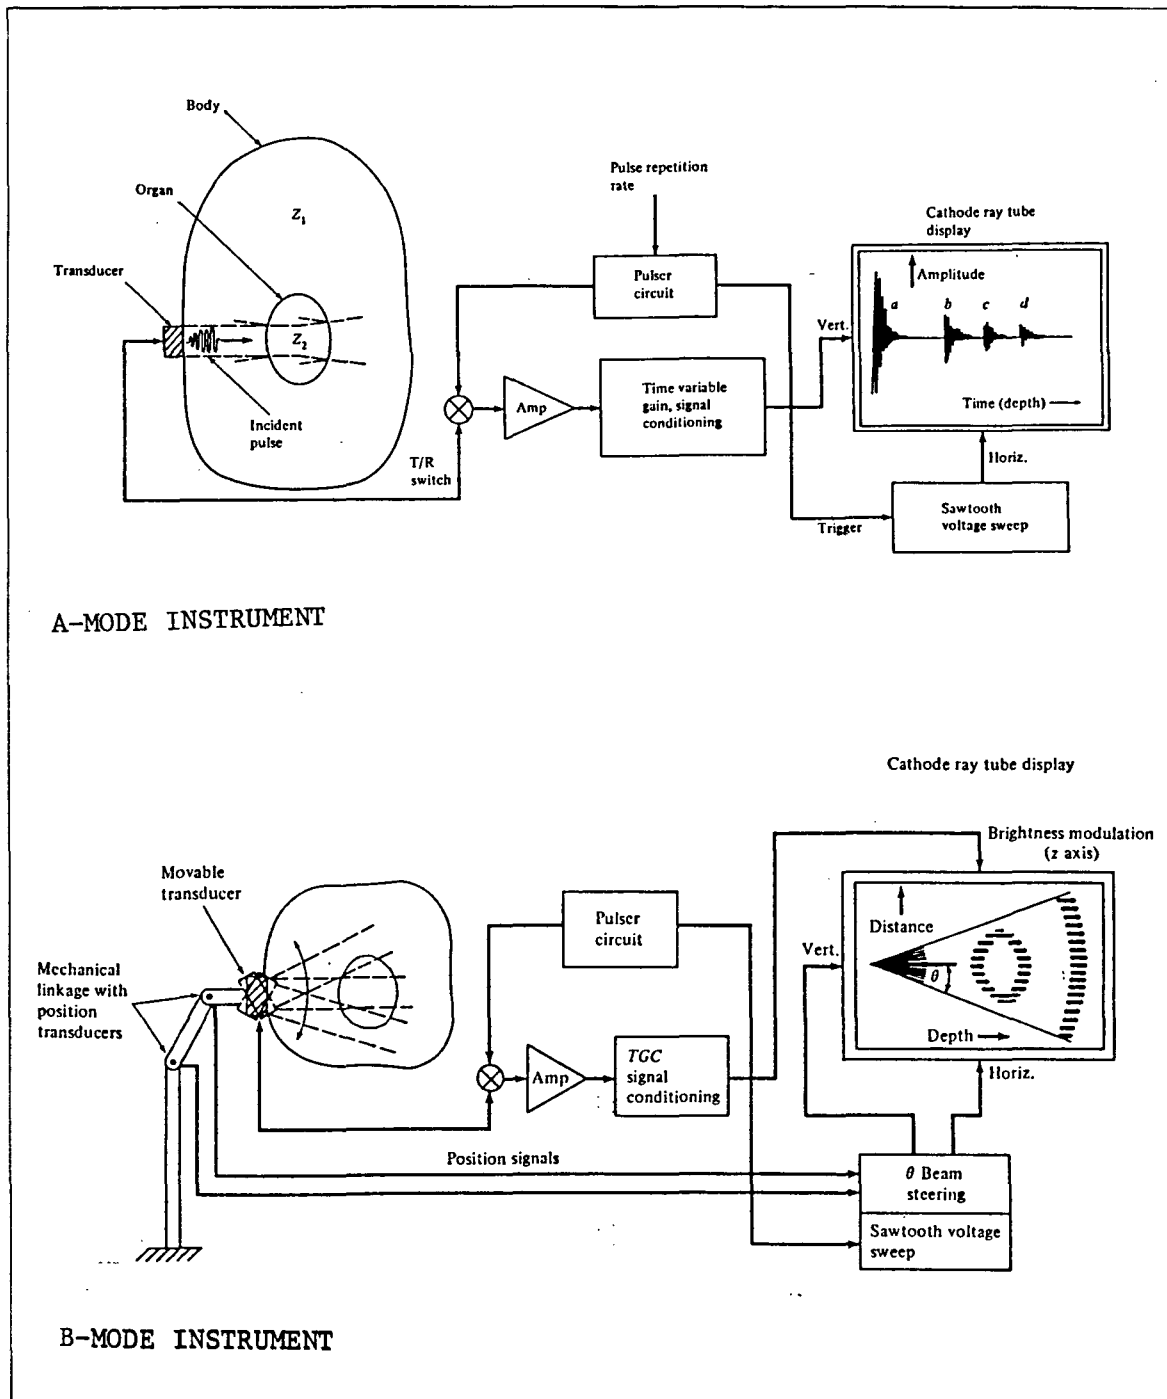 Body
Organ
Z₁
Transducer
Z₂
Incident
pulse
T/R
switch
Pulse repetition
rate
Pulser
circuit
Amp
Time variable
gain, signal
conditioning
Vert.
Cathode ray tube
display
Amplitude
a
b
c
d
Time (depth)
Horiz.
Trigger
Sawtooth
voltage sweep
A-MODE INSTRUMENT
Cathode ray tube display
Brightness modulation
(z axis)
Movable
transducer
Mechanical
linkage with
position
transducers
Pulser
circuit
Amp
TGC
signal
conditioning
Vert.
Distance
θ
Depth
Horiz.
Position signals
θ Beam
steering
Sawtooth voltage
sweep
B-MODE INSTRUMENT